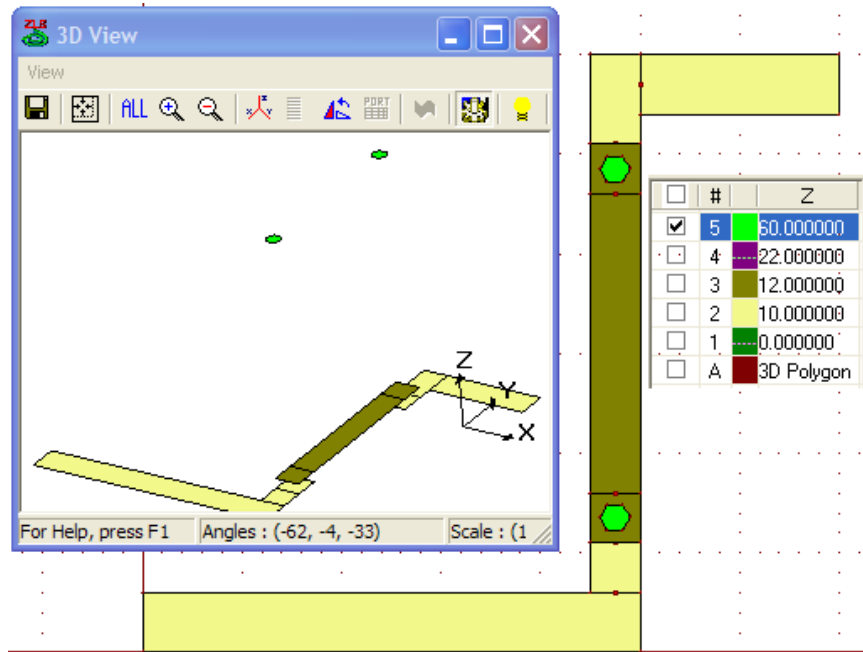 ZLR
3D View
View
ALL
PORT
Z
Y
X
For Help, press F1 Angles : (-62, -4, -33) Scale : (1
# Z
5 60.000000
4 22.000000
3 12.000000
2 10.000000
1 0.000000
A 3D Polygon